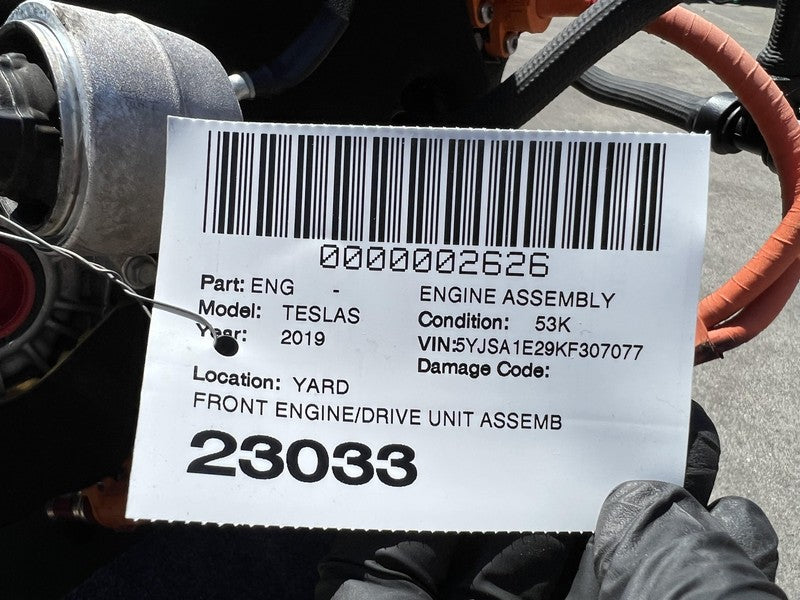 0000002626
Part: ENG - ENGINE ASSEMBLY
Model: TESLAS Condition: 53K
Year: 2019 VIN:5YJSA1E29KF307077
Damage Code:
Location: YARD
FRONT ENGINE/DRIVE UNIT ASSEMB
23033